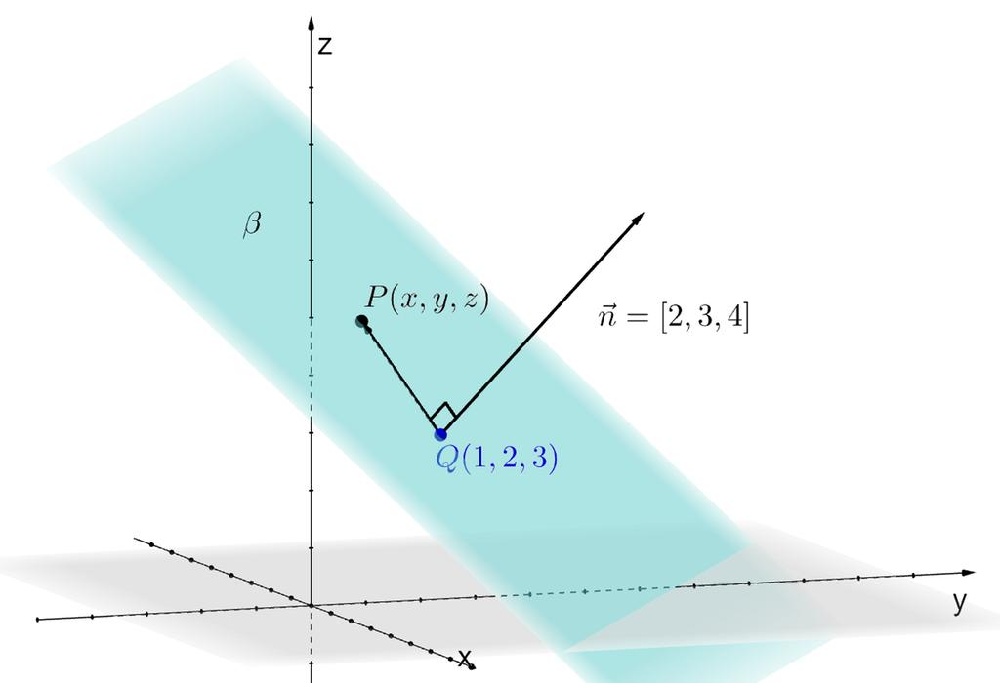 z
β
P(x, y, z)
n⃗ = [2, 3, 4]
Q(1, 2, 3)
y
x